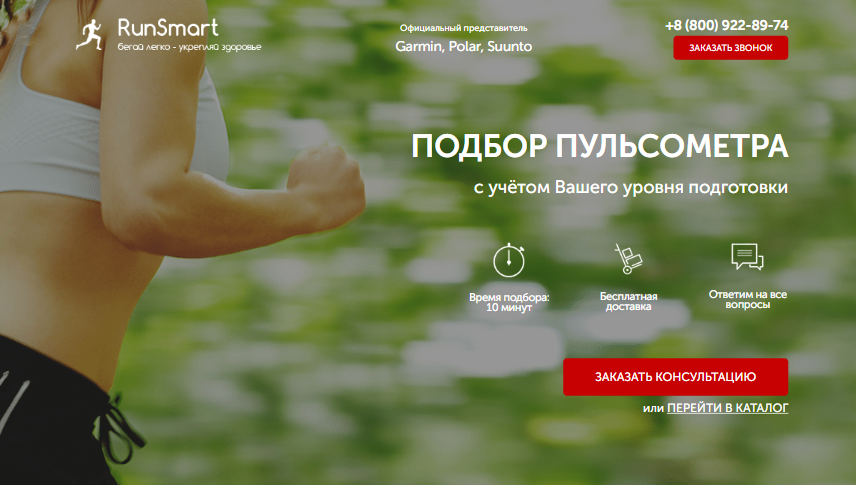 RunSmart
бегай легко - укрепляй здоровье
Официальный представитель
Garmin, Polar, Suunto
+8 (800) 922-89-74
ЗАКАЗАТЬ ЗВОНОК
ПОДБОР ПУЛЬСОМЕТРА
с учётом Вашего уровня подготовки
Время подбора:
10 минут
Бесплатная
доставка
Ответим на все
вопросы
ЗАКАЗАТЬ КОНСУЛЬТАЦИЮ
или ПЕРЕЙТИ В КАТАЛОГ